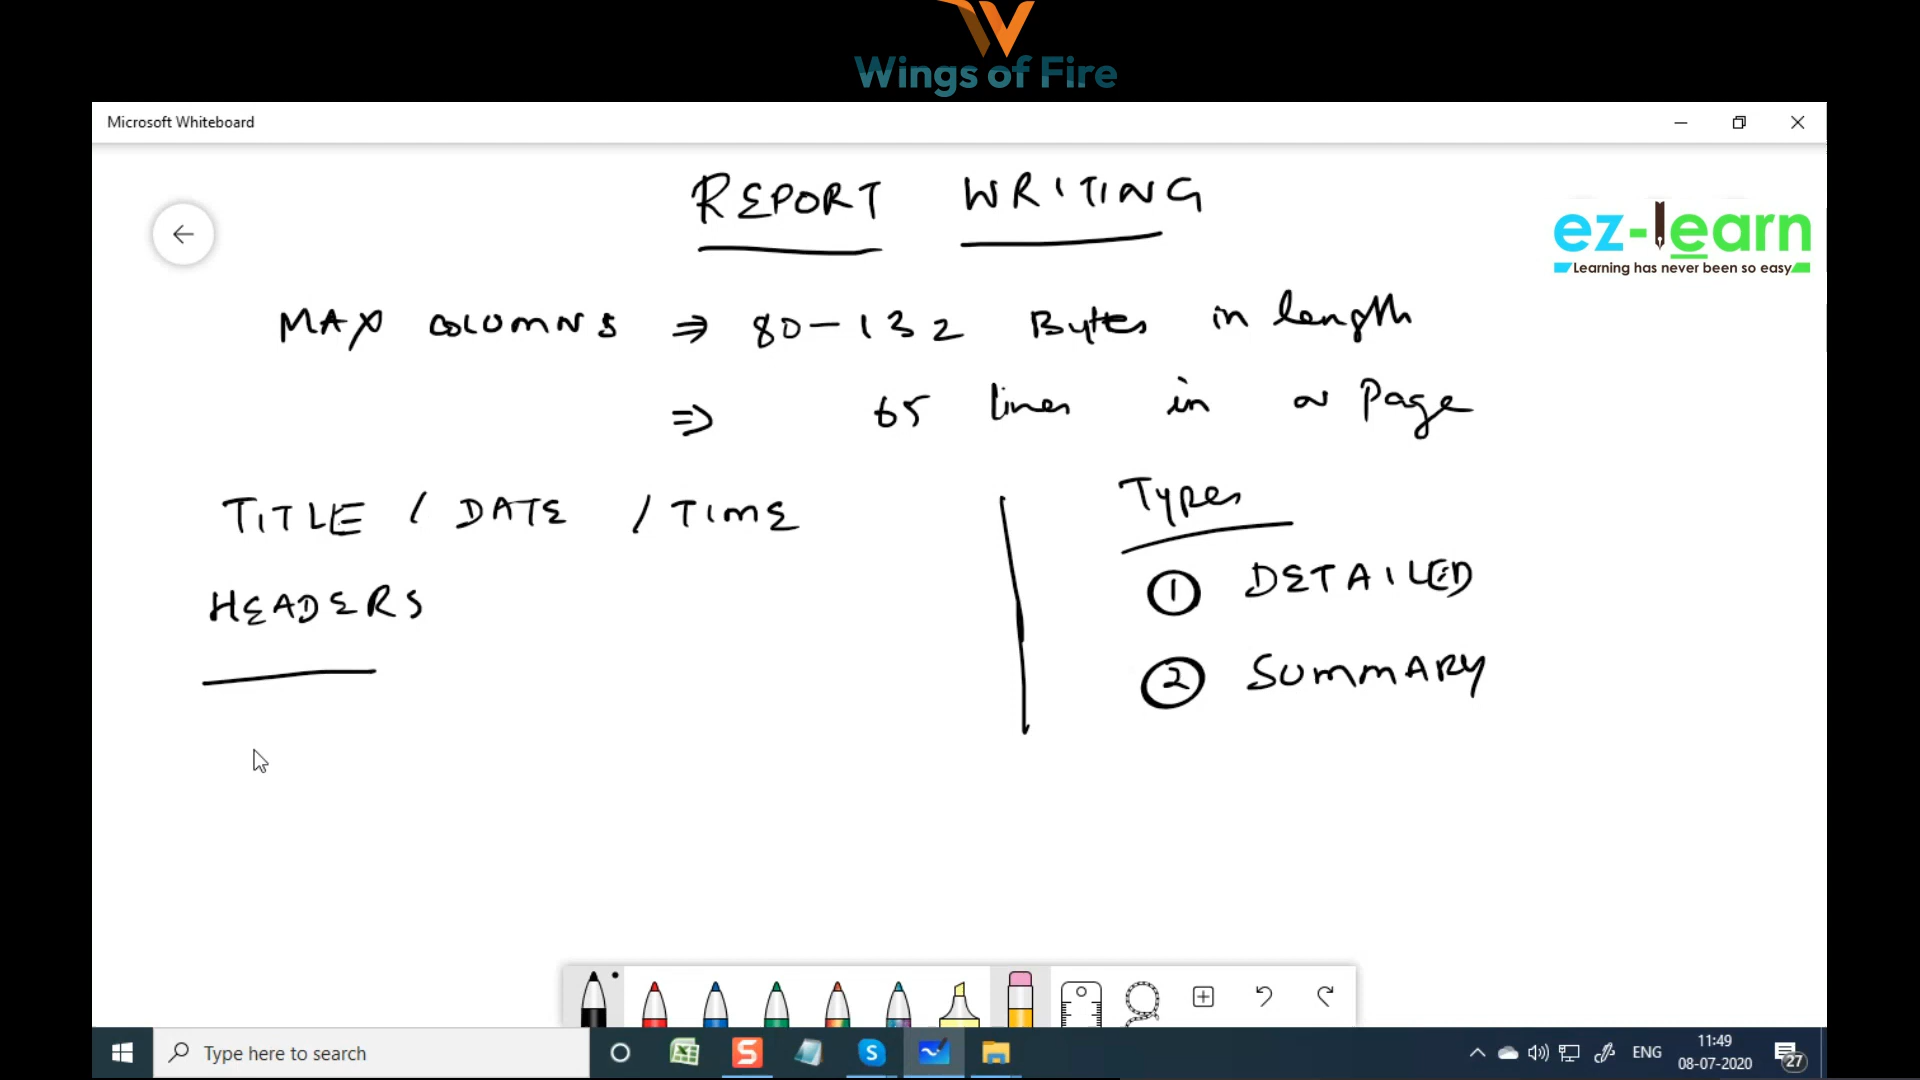 Wings of Fire
Microsoft Whiteboard
REPORT WRITING
ez-learn
Learning has never been so easy
MAX COLUMNS ⇒ 80-132 Bytes in length
⇒ 65 lines in a Page
TITLE / DATE / TIME
HEADERS
Types
① DETAILED
② SUMMARY
Type here to search
ENG
11:49
08-07-2020
27